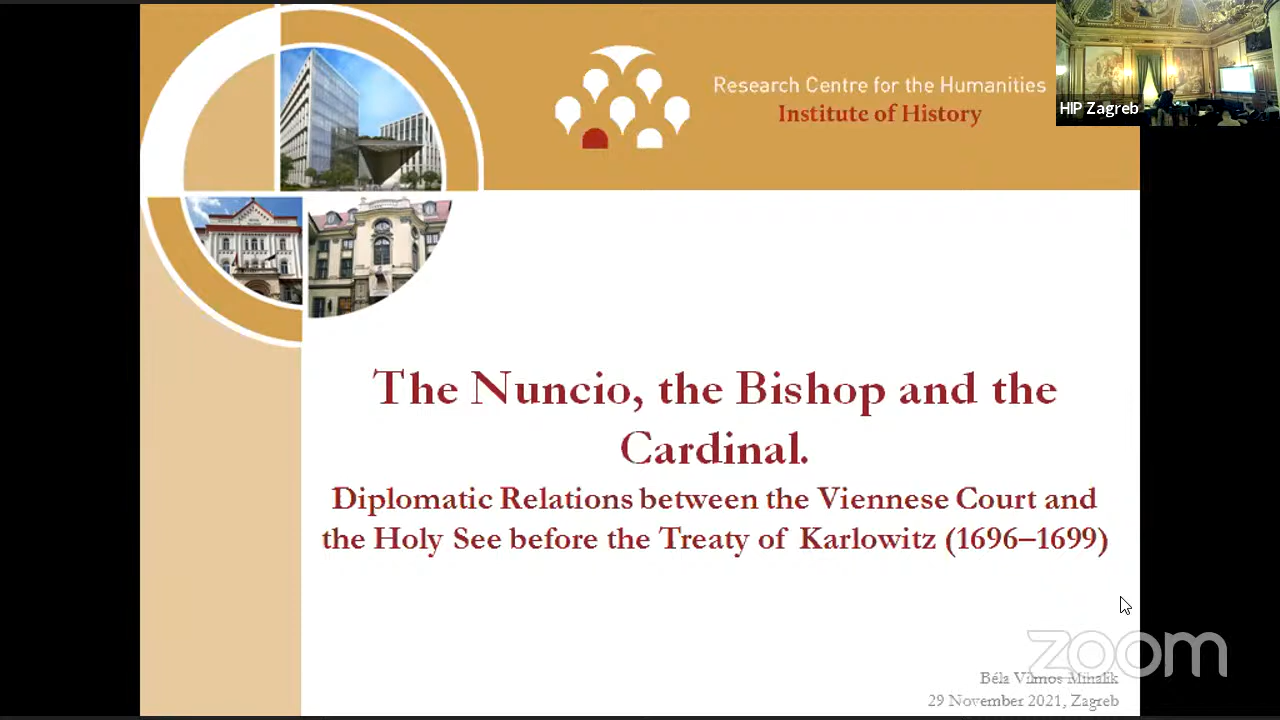 Research Centre for the Humanities
Institute of History
HIP Zagreb
The Nuncio, the Bishop and the
Cardinal.
Diplomatic Relations between the Viennese Court and
the Holy See before the Treaty of Karlowitz (1696–1699)
zoom
Béla Vilmos Mihalik
29 November 2021, Zagreb